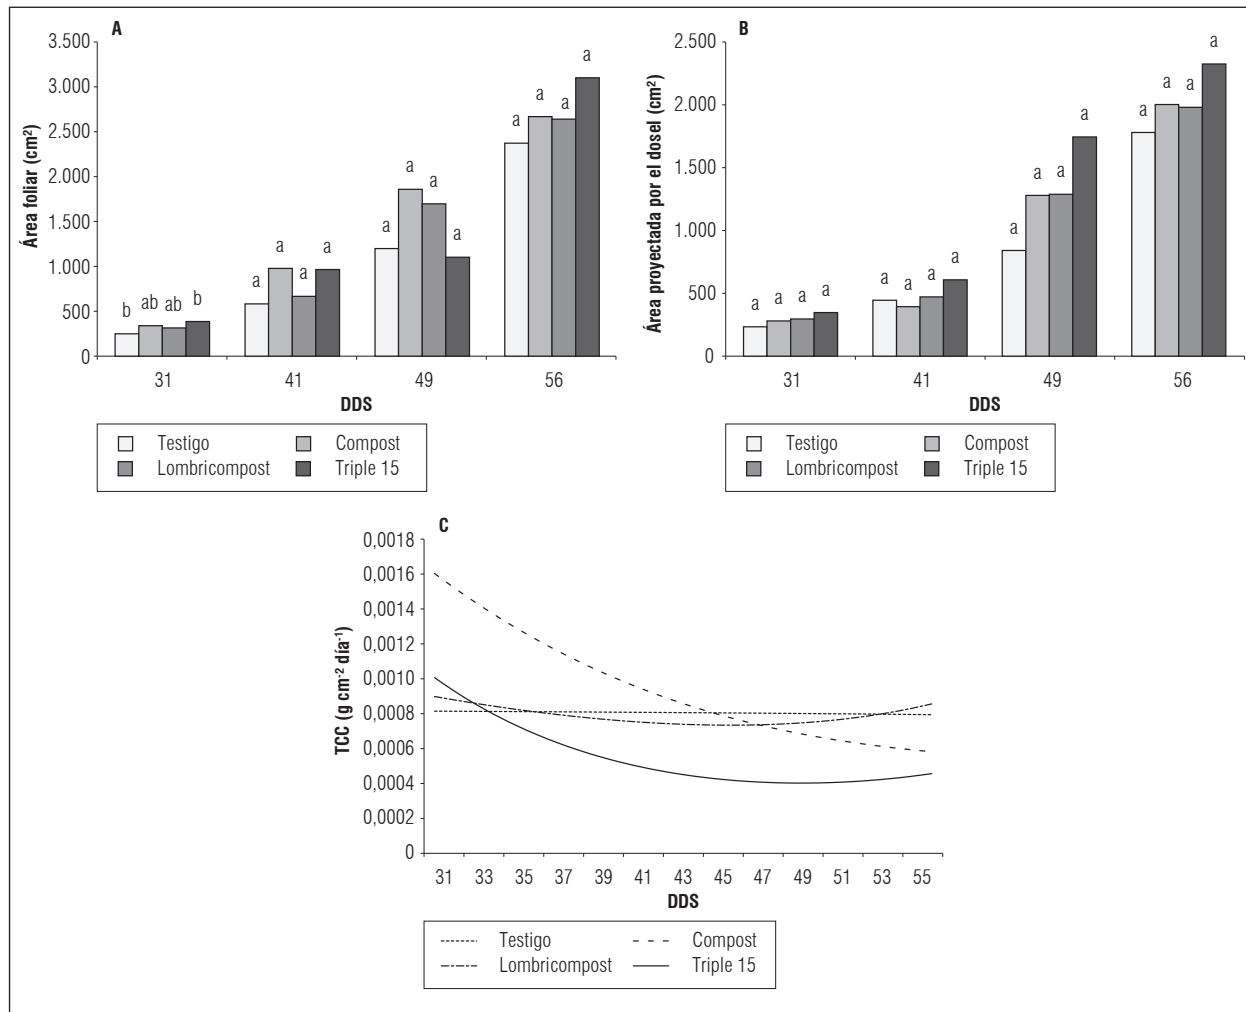 A
Área foliar (cm²)
3.500
3.000
2.500
2.000
1.500
1.000
500
0
b ab ab b
a a a a
a a a a
a a a a
31 41 49 56
DDS
Testigo Compost
Lombricompost Triple 15
B
Área proyectada por el dosel (cm²)
2.500
2.000
1.500
1.000
500
0
a a a a
a a a a
a a a a
a a a a
31 41 49 56
DDS
Testigo Compost
Lombricompost Triple 15
C
TCC (g cm⁻² día⁻¹)
0,0018
0,0016
0,0014
0,0012
0,0010
0,0008
0,0006
0,0004
0,0002
0
31 33 35 37 39 41 43 45 47 49 51 53 55
DDS
Testigo Compost
Lombricompost Triple 15